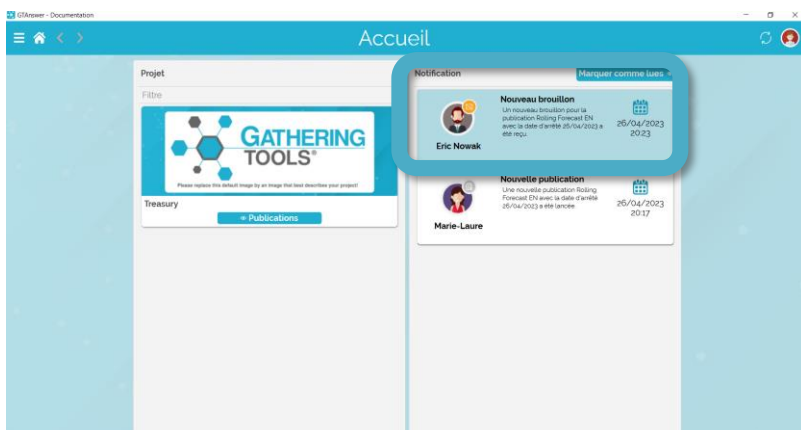 GTAnswer - Documentation
Accueil
Projet
Filtre
GATHERING
TOOLS®
Please replace this default image by an image that best describes your project!
Treasury
Publications
Notification
Marquer comme lues
Nouveau brouillon
Un nouveau brouillon pour la
publication Rolling Forecast EN
avec la date d'arrêté 26/04/2023 a
été reçu.
Eric Nowak
26/04/2023
20:23
Nouvelle publication
Une nouvelle publication Rolling
Forecast EN avec la date d'arrêté
26/04/2023 a été lancée.
Marie-Laure
26/04/2023
20:17